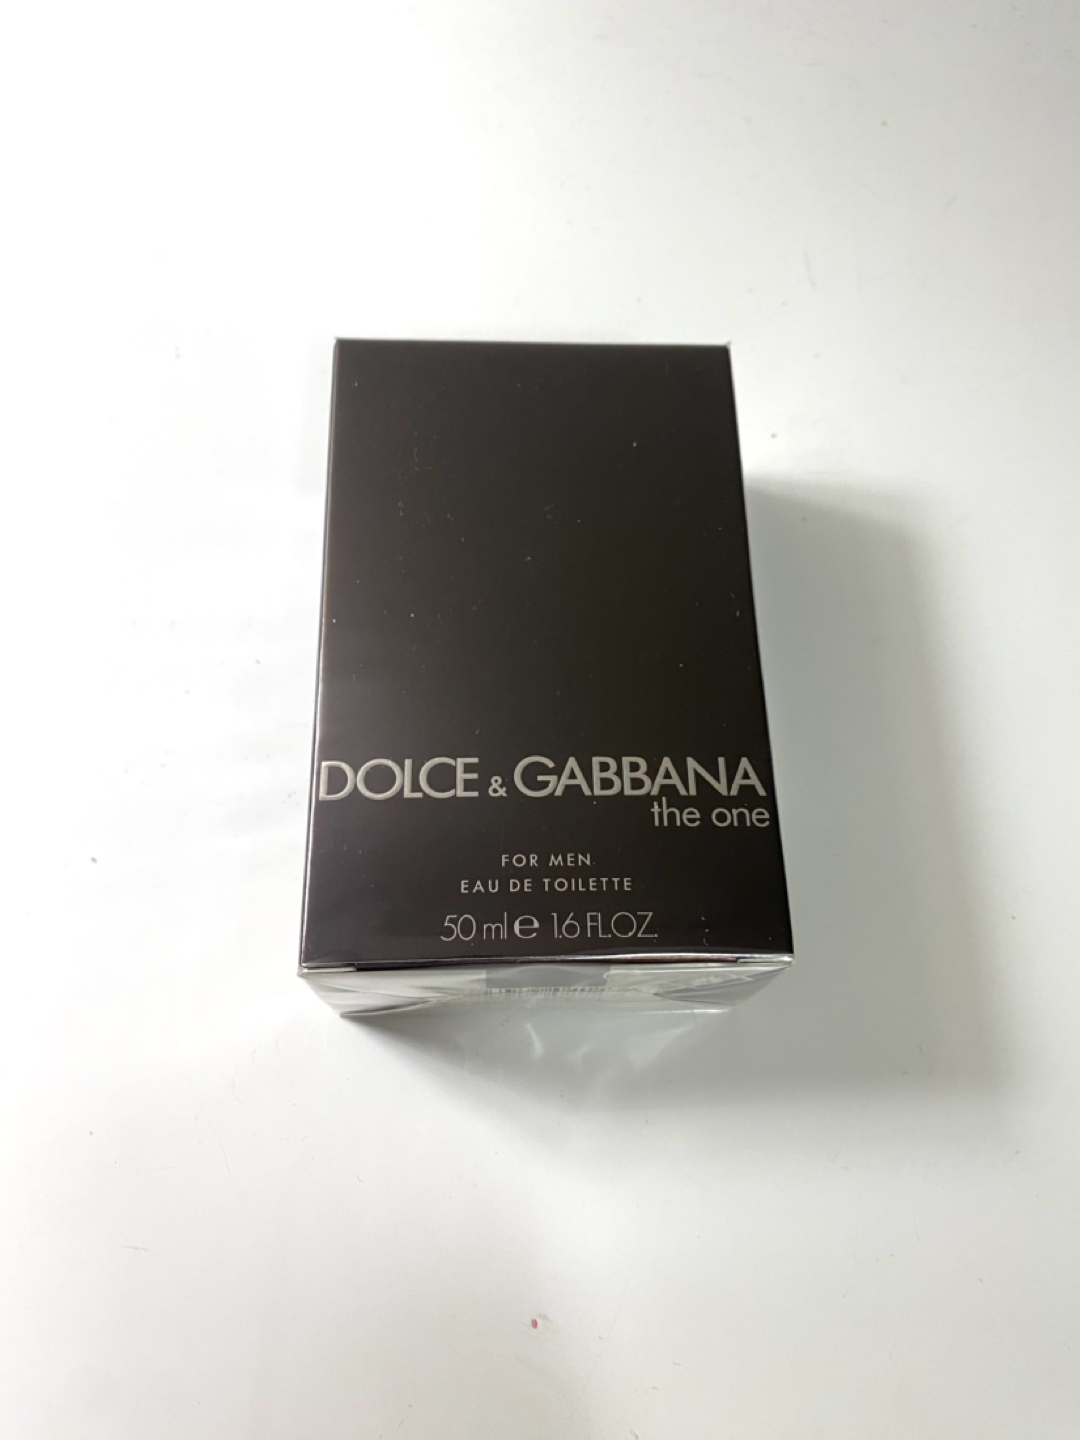 DOLCE & GABBANA
the one
FOR MEN
EAU DE TOILETTE
50 ml e 1.6 FL.OZ.